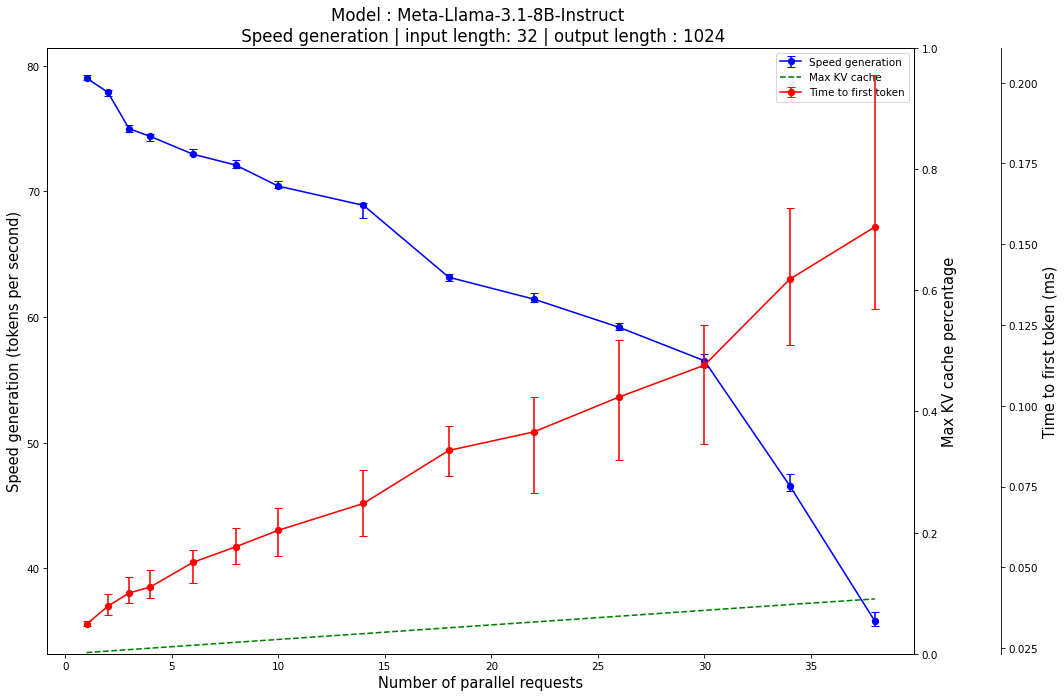 Model : Meta-Llama-3.1-8B-Instruct
Speed generation | input length: 32 | output length : 1024
Speed generation
Max KV cache
Time to first token
Speed generation (tokens per second)
80
70
60
50
40
1.0
0.8
0.6
0.4
0.2
0.0
Max KV cache percentage
0.200
0.175
0.150
0.125
0.100
0.075
0.050
0.025
Time to first token (ms)
0 5 10 15 20 25 30 35
Number of parallel requests